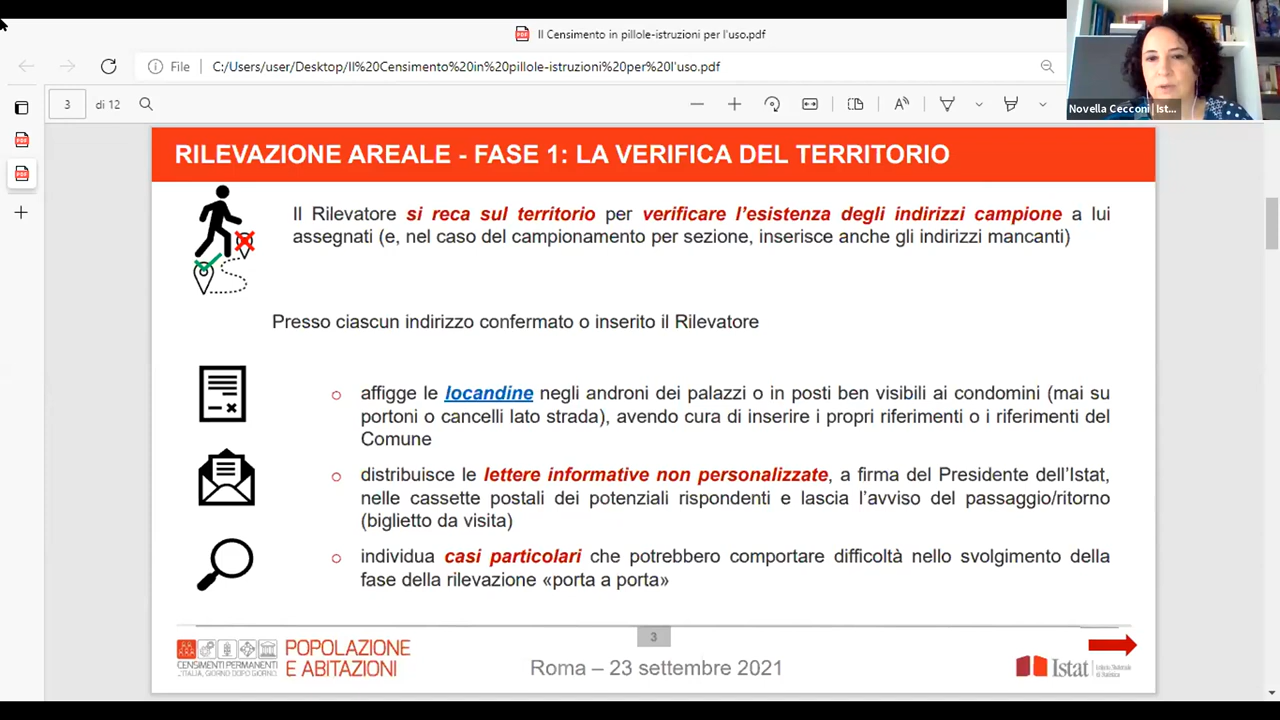 Il Censimento in pillole-istruzioni per l'uso.pdf
File
C:/Users/user/Desktop/Il%20Censimento%20in%20pillole-istruzioni%20per%20l'uso.pdf
3 di 12
Novella Cecconi | Ist...
RILEVAZIONE AREALE - FASE 1: LA VERIFICA DEL TERRITORIO
Il Rilevatore si reca sul territorio per verificare l'esistenza degli indirizzi campione a lui
assegnati (e, nel caso del campionamento per sezione, inserisce anche gli indirizzi mancanti)
Presso ciascun indirizzo confermato o inserito il Rilevatore
affigge le locandine negli androni dei palazzi o in posti ben visibili ai condomini (mai su
portoni o cancelli lato strada), avendo cura di inserire i propri riferimenti o i riferimenti del
Comune
distribuisce le lettere informative non personalizzate, a firma del Presidente dell'Istat,
nelle cassette postali dei potenziali rispondenti e lascia l'avviso del passaggio/ritorno
(biglietto da visita)
individua casi particolari che potrebbero comportare difficoltà nello svolgimento della
fase della rilevazione «porta a porta»
3
CENSIMENTI PERMANENTI
L'ITALIA, GIORNO DOPO GIORNO
POPOLAZIONE
E ABITAZIONI
Roma – 23 settembre 2021
Istat